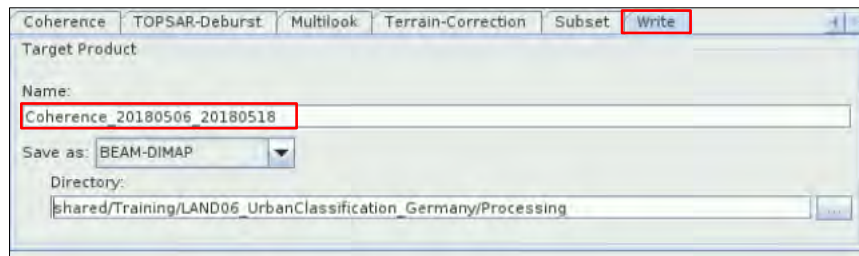 Coherence TOPSAR-Deburst Multilook Terrain-Correction Subset Write
Target Product
Name:
Coherence_20180506_20180518
Save as: BEAM-DIMAP
Directory:
shared/Training/LAND06_UrbanClassification_Germany/Processing
...